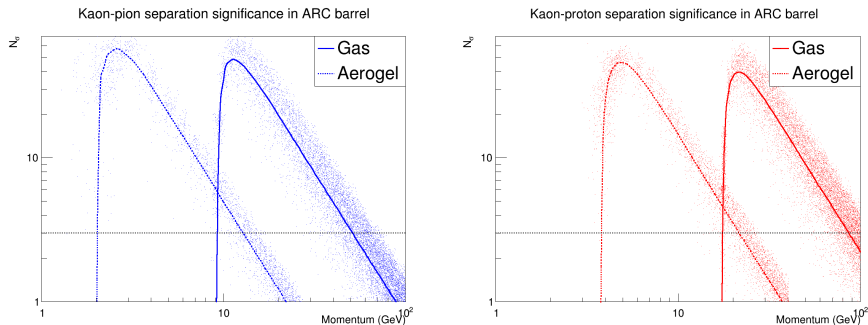 Kaon-pion separation significance in ARC barrel
Nσ
Gas
Aerogel
10
1
1
10
10²
Momentum (GeV)
Kaon-proton separation significance in ARC barrel
Nσ
Gas
Aerogel
10
1
1
10
10²
Momentum (GeV)